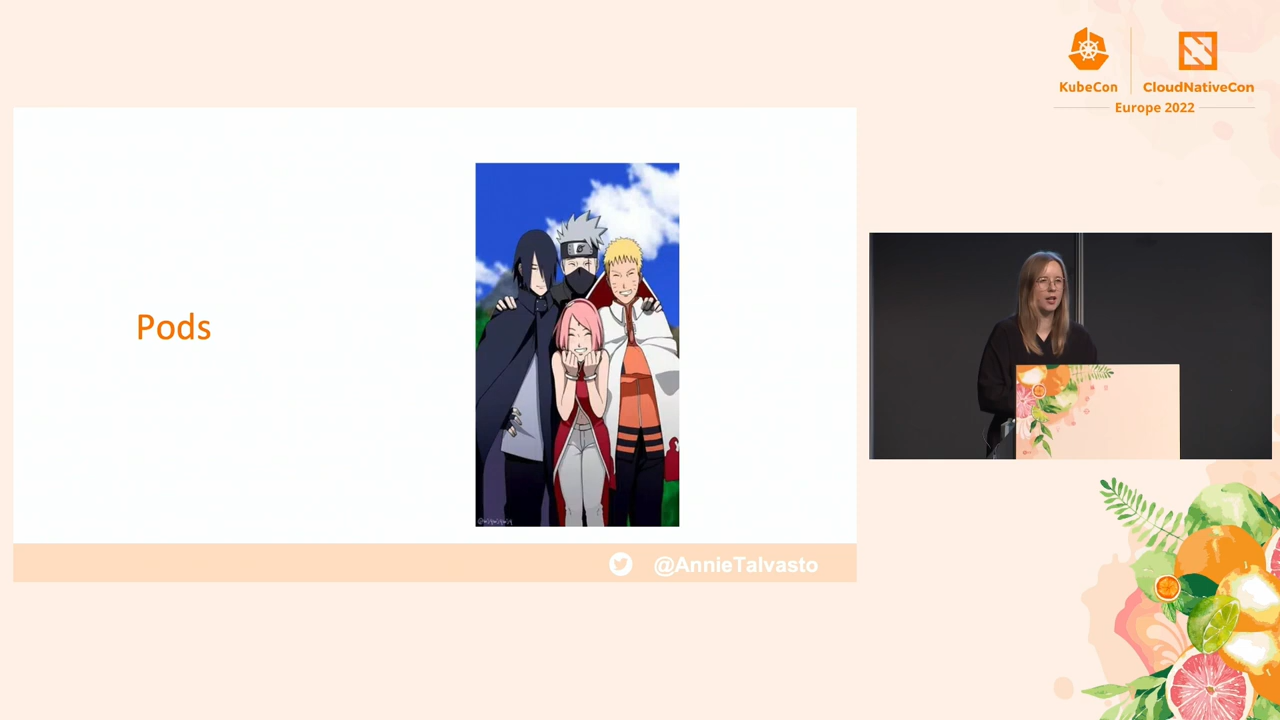 KubeCon
CloudNativeCon
Europe 2022
Pods
@AnnieTalvasto